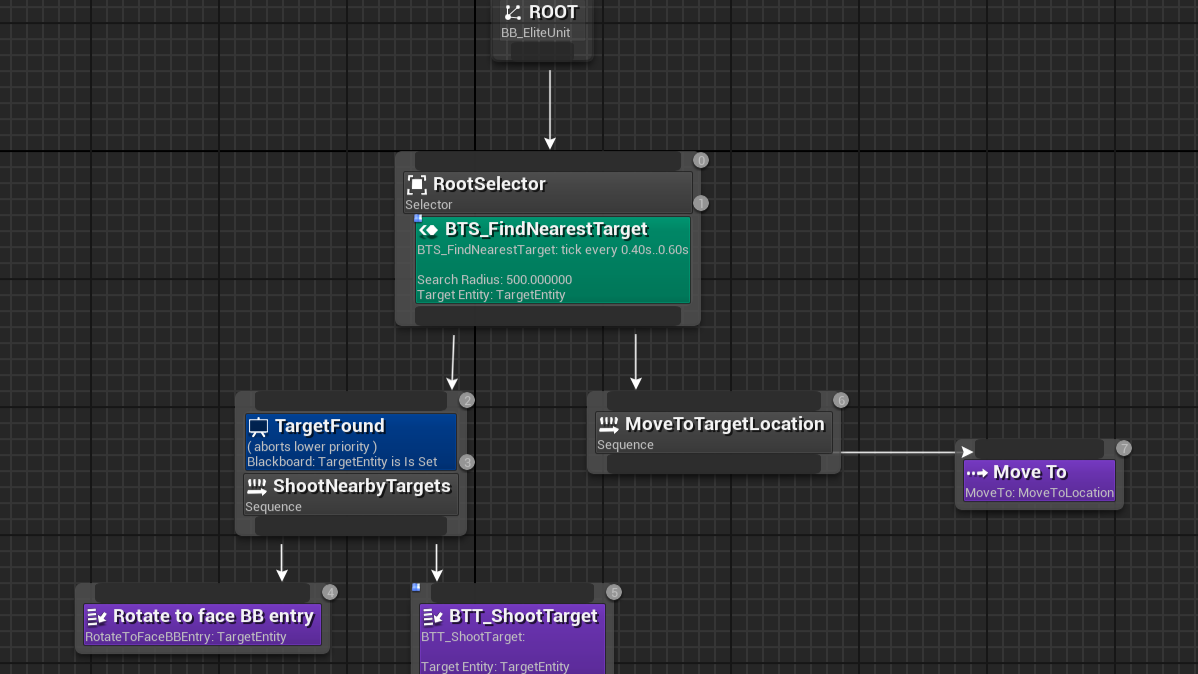 ROOT
BB_EliteUnit
0
RootSelector
Selector
1
BTS_FindNearestTarget
BTS_FindNearestTarget: tick every 0.40s..0.60s
Search Radius: 500.000000
Target Entity: TargetEntity
2
TargetFound
( aborts lower priority )
Blackboard: TargetEntity is Is Set
3
ShootNearbyTargets
Sequence
6
MoveToTargetLocation
Sequence
7
Move To
MoveTo: MoveToLocation
4
Rotate to face BB entry
RotateToFaceBBEntry: TargetEntity
5
BTT_ShootTarget
BTT_ShootTarget:
Target Entity: TargetEntity